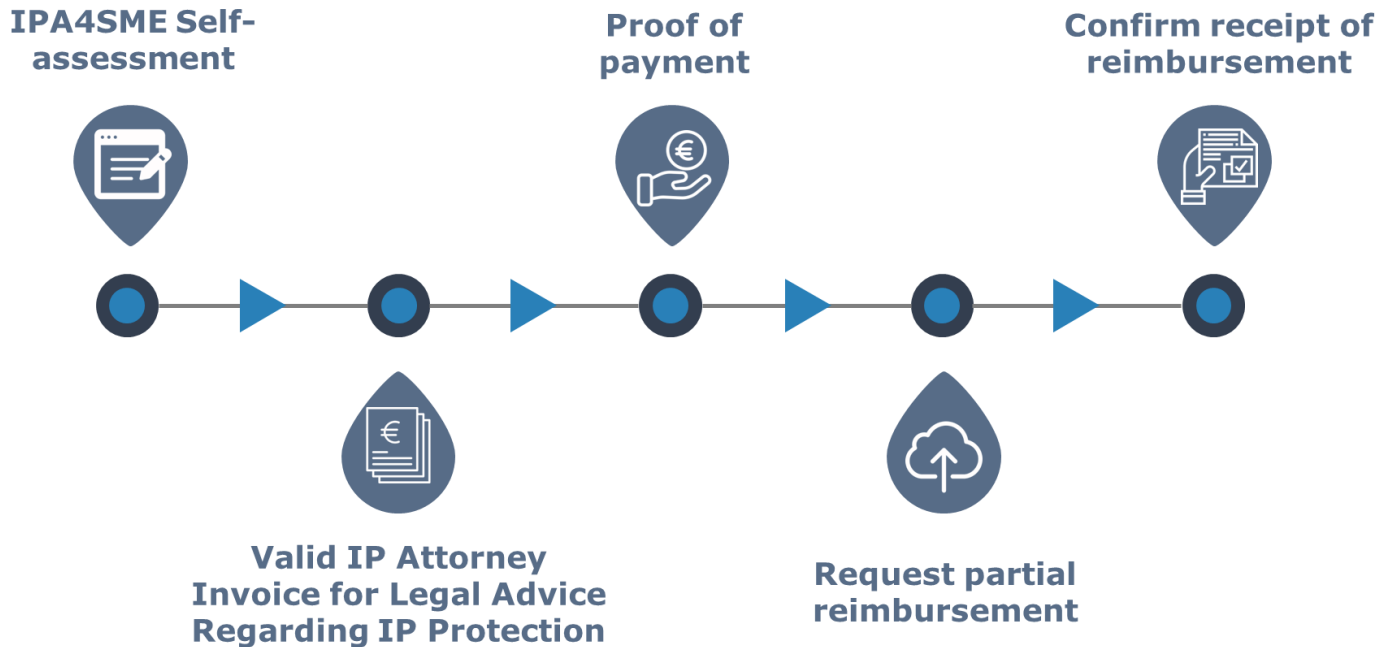 IPA4SME Self-
assessment
Valid IP Attorney
Invoice for Legal Advice
Regarding IP Protection
Proof of
payment
€
€
Request partial
reimbursement
Confirm receipt of
reimbursement